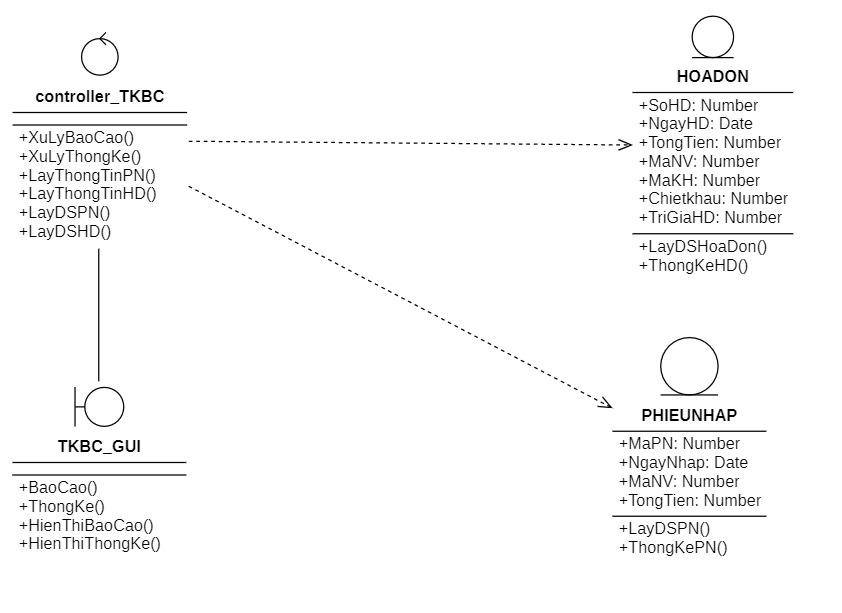 controller_TKBC
+XuLyBaoCao()
+XuLyThongKe()
+LayThongTinPN()
+LayThongTinHD()
+LayDSPN()
+LayDSHD()
TKBC_GUI
+BaoCao()
+ThongKe()
+HienThiBaoCao()
+HienThiThongKe()
HOADON
+SoHD: Number
+NgayHD: Date
+TongTien: Number
+MaNV: Number
+MaKH: Number
+Chietkhau: Number
+TriGiaHD: Number
+LayDSHoaDon()
+ThongKeHD()
PHIEUNHAP
+MaPN: Number
+NgayNhap: Date
+MaNV: Number
+TongTien: Number
+LayDSPN()
+ThongKePN()